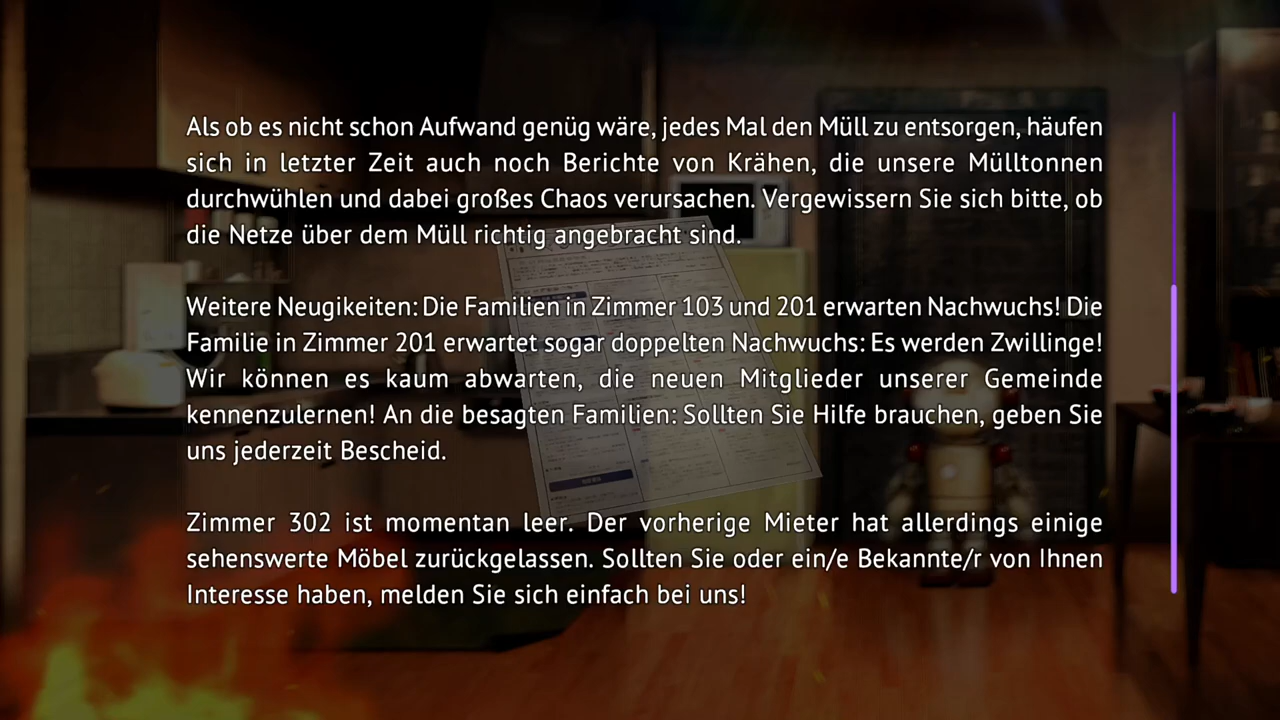 Als ob es nicht schon Aufwand genüg wäre, jedes Mal den Müll zu entsorgen, häufen
sich in letzter Zeit auch noch Berichte von Krähen, die unsere Mülltonnen
durchwühlen und dabei großes Chaos verursachen. Vergewissern Sie sich bitte, ob
die Netze über dem Müll richtig angebracht sind.
Weitere Neugikeiten: Die Familien in Zimmer 103 und 201 erwarten Nachwuchs! Die
Familie in Zimmer 201 erwartet sogar doppelten Nachwuchs: Es werden Zwillinge!
Wir können es kaum abwarten, die neuen Mitglieder unserer Gemeinde
kennenzulernen! An die besagten Familien: Sollten Sie Hilfe brauchen, geben Sie
uns jederzeit Bescheid.
Zimmer 302 ist momentan leer. Der vorherige Mieter hat allerdings einige
sehenswerte Möbel zurückgelassen. Sollten Sie oder ein/e Bekannte/r von Ihnen
Interesse haben, melden Sie sich einfach bei uns!